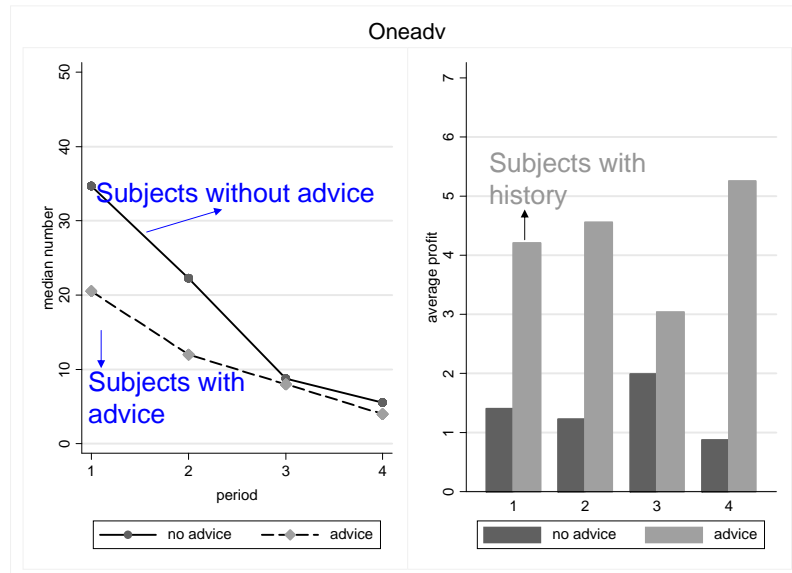 Oneadv
50
40
30
20
10
0
median number
Subjects without advice
Subjects with
advice
1 2 3 4
period
no advice advice
7
6
5
4
3
2
1
0
average profit
Subjects with
history
1 2 3 4
no advice advice